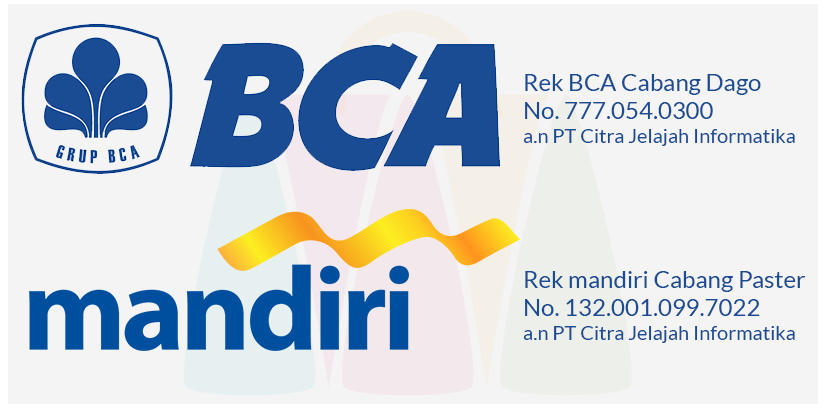 GRUP BCA
BCA
Rek BCA Cabang Dago
No. 777.054.0300
a.n PT Citra Jelajah Informatika
mandiri
Rek mandiri Cabang Paster
No. 132.001.099.7022
a.n PT Citra Jelajah Informatika